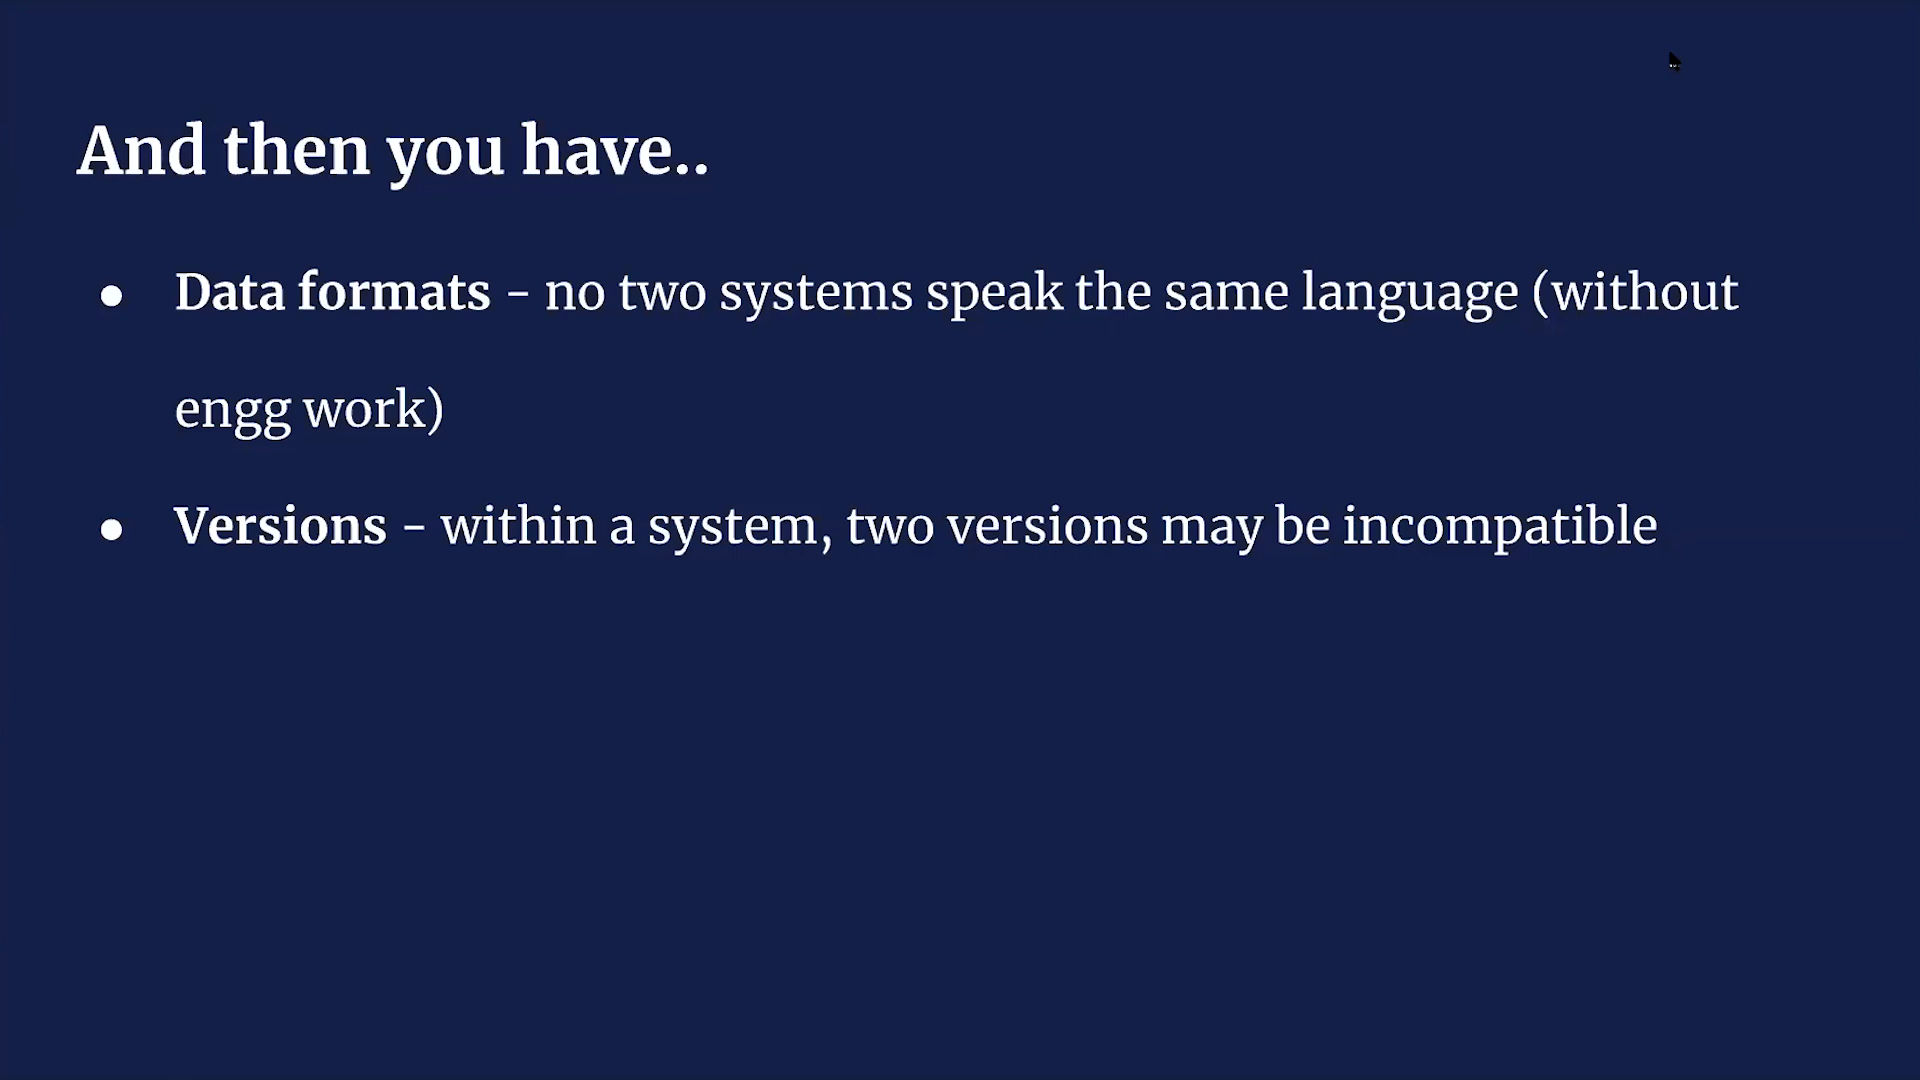 And then you have..
● Data formats - no two systems speak the same language (without
engg work)
● Versions - within a system, two versions may be incompatible